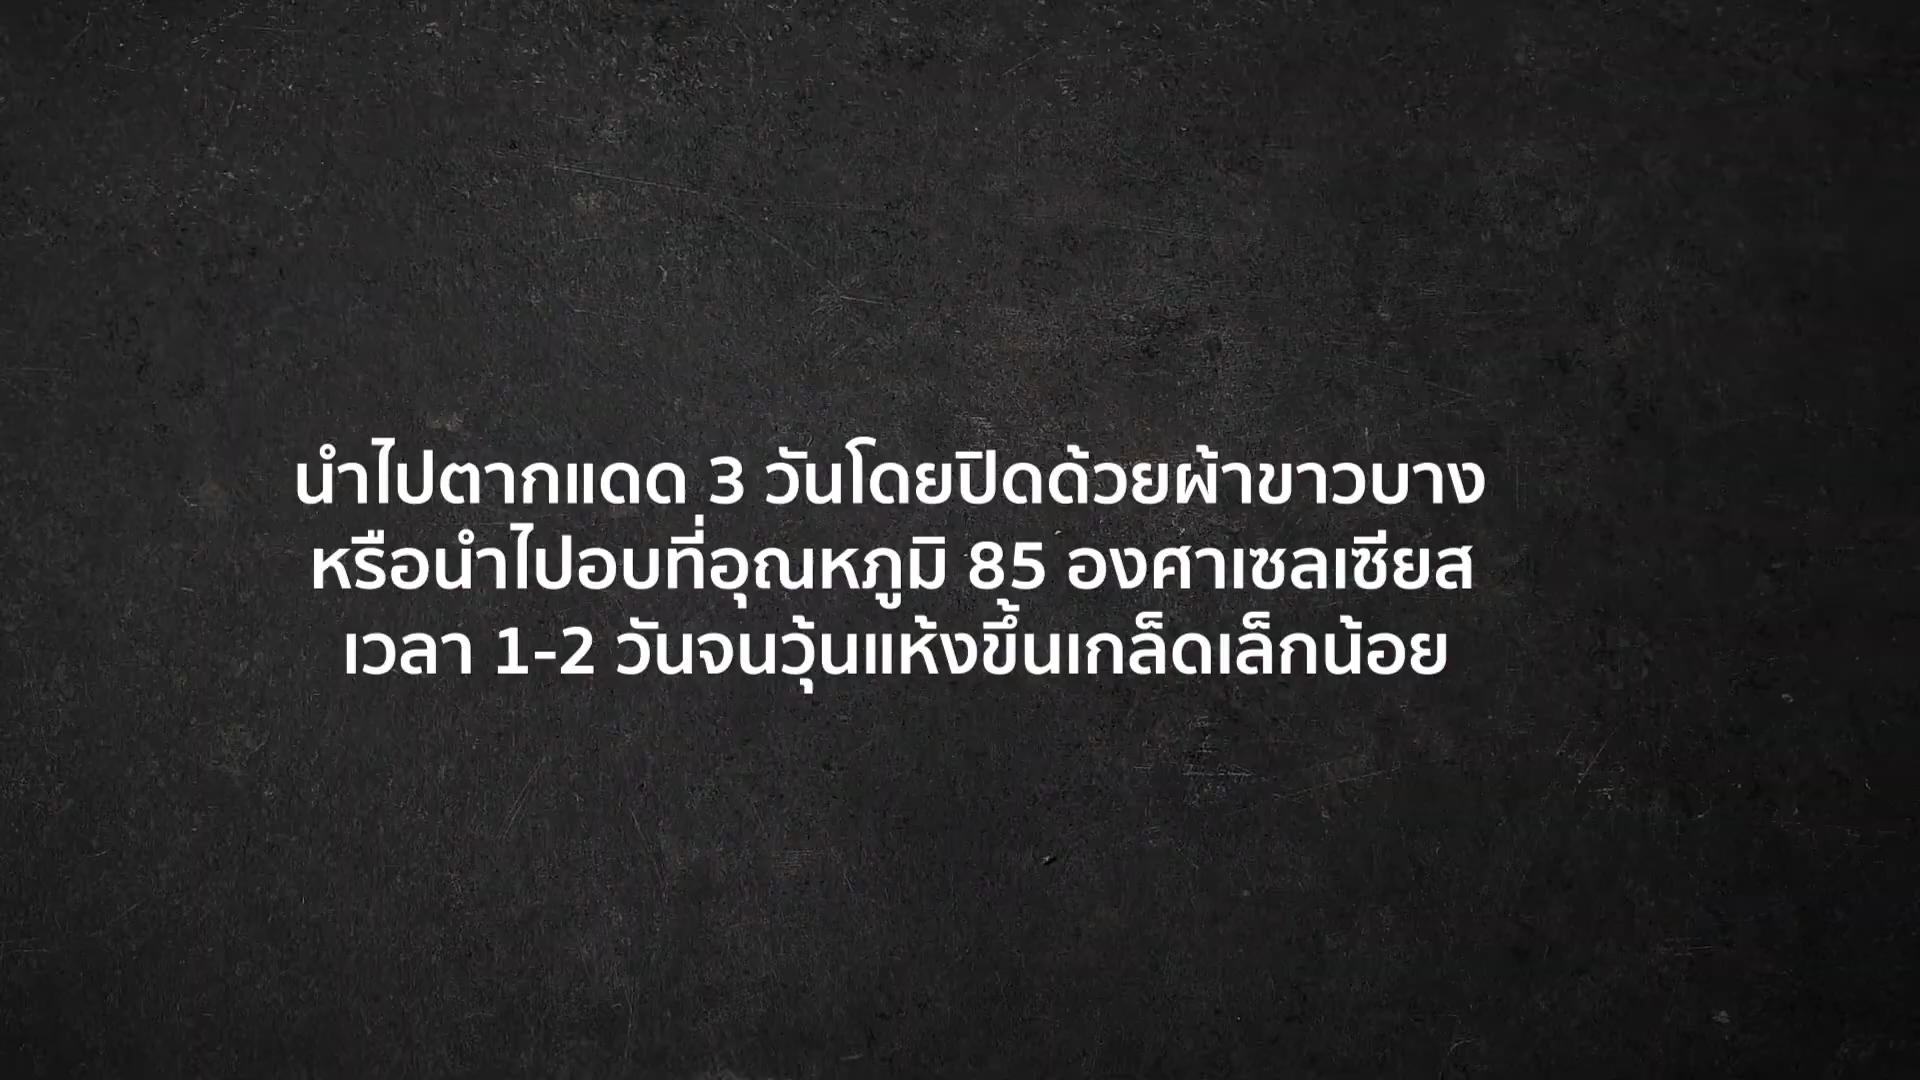 นำไปตากแดด 3 วันโดยปิดด้วยผ้าขาวบาง
หรือนำไปอบที่อุณหภูมิ 85 องศาเซลเซียส
เวลา 1-2 วันจนวุ้นแห้งขึ้นเกล็ดเล็กน้อย